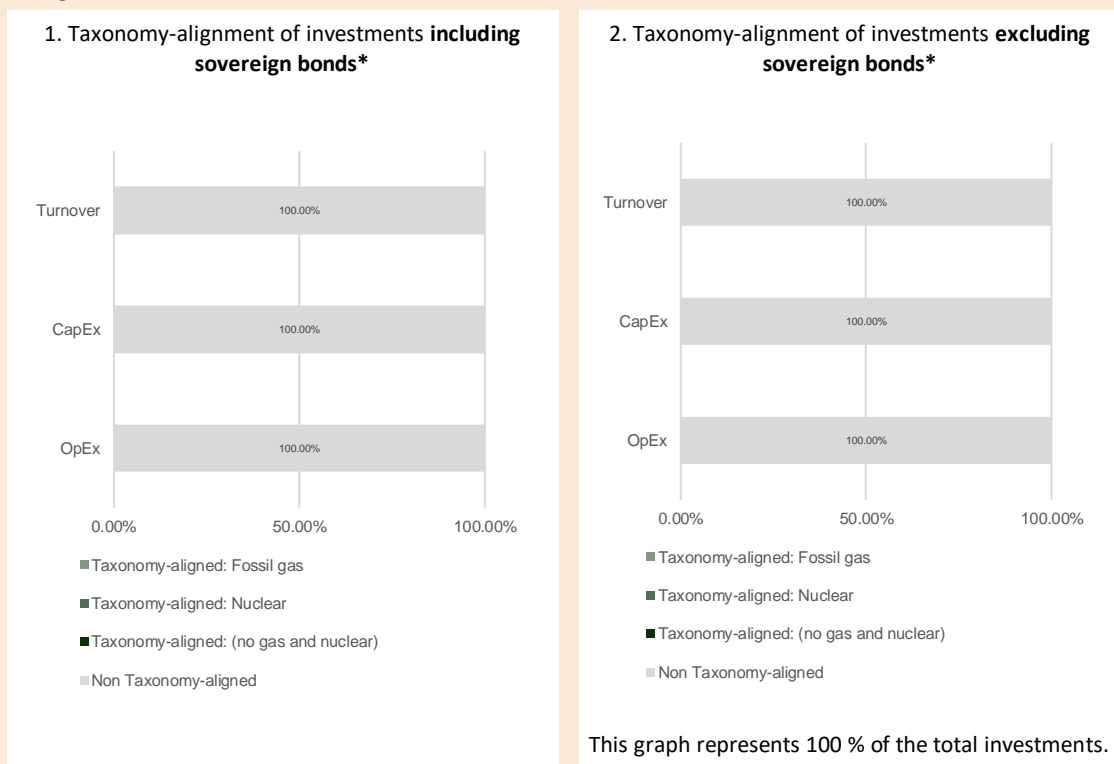 1. Taxonomy-alignment of investments including
sovereign bonds*
Turnover
100.00%
CapEx
100.00%
OpEx
100.00%
0.00% 50.00% 100.00%
Taxonomy-aligned: Fossil gas
Taxonomy-aligned: Nuclear
Taxonomy-aligned: (no gas and nuclear)
Non Taxonomy-aligned
2. Taxonomy-alignment of investments excluding
sovereign bonds*
Turnover
100.00%
CapEx
100.00%
OpEx
100.00%
0.00% 50.00% 100.00%
Taxonomy-aligned: Fossil gas
Taxonomy-aligned: Nuclear
Taxonomy-aligned: (no gas and nuclear)
Non Taxonomy-aligned
This graph represents 100 % of the total investments.